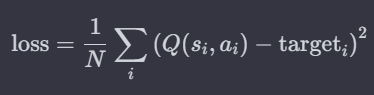 loss = 1/N ∑_i (Q(s_i, a_i) − target_i)^2